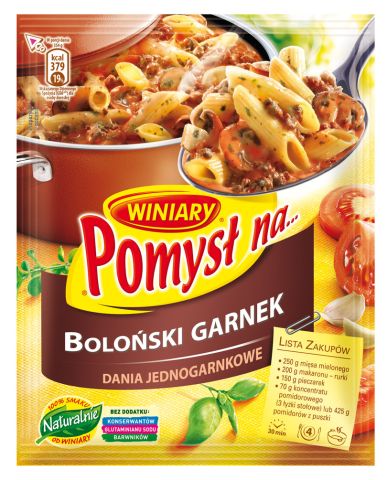 kcal
379
19%
WINIARY
Pomysł na...
BOLOŃSKI GARNEK
DANIA JEDNOGARNKOWE
LISTA ZAKUPÓW
• 250 g mięsa mielonego
• 200 g makaronu – rurki
• 150 g pieczarek
• 70 g koncentratu
pomidorowego
(3 łyżki stołowe) lub 425 g
pomidorów z puszki
30 min
4
100% SMAKU
Naturalnie
OD WINIARY
BEZ DODATKU:
KONSERWANTÓW
GLUTAMINIANU SODU
BARWNIKÓW